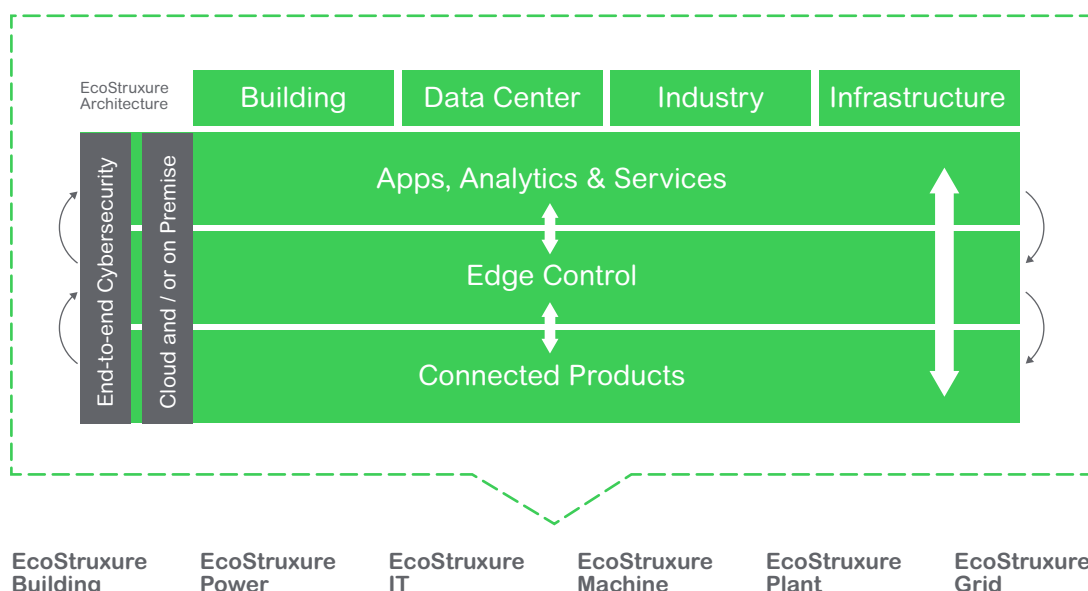 EcoStruxure
Architecture
Building
Data Center
Industry
Infrastructure
End-to-end Cybersecurity
Cloud and / or on Premise
Apps, Analytics & Services
Edge Control
Connected Products
EcoStruxure
Building
EcoStruxure
Power
EcoStruxure
IT
EcoStruxure
Machine
EcoStruxure
Plant
EcoStruxure
Grid